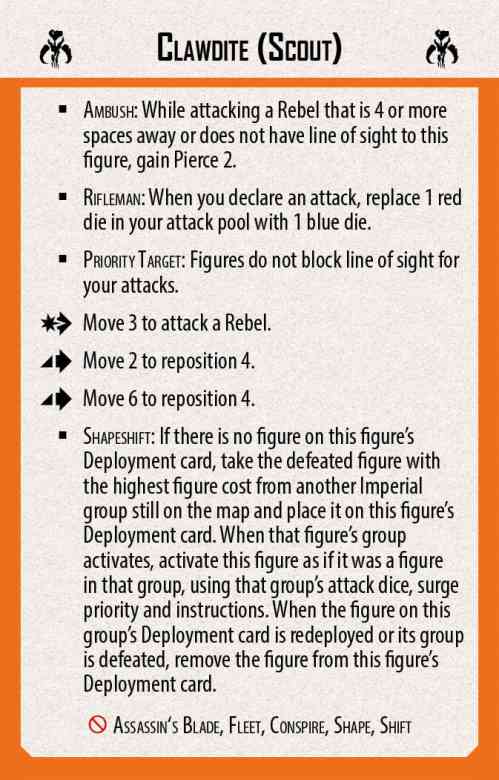 Clawdite (Scout)
Ambush: While attacking a Rebel that is 4 or more
spaces away or does not have line of sight to this
figure, gain Pierce 2.
Rifleman: When you declare an attack, replace 1 red
die in your attack pool with 1 blue die.
Priority Target: Figures do not block line of sight for
your attacks.
Move 3 to attack a Rebel.
Move 2 to reposition 4.
Move 6 to reposition 4.
Shapeshift: If there is no figure on this figure's
Deployment card, take the defeated figure with
the highest figure cost from another Imperial
group still on the map and place it on this figure's
Deployment card. When that figure's group
activates, activate this figure as if it was a figure
in that group, using that group's attack dice, surge
priority and instructions. When the figure on this
group's Deployment card is redeployed or its group
is defeated, remove the figure from this figure's
Deployment card.
Assassin's Blade, Fleet, Conspire, Shape, Shift